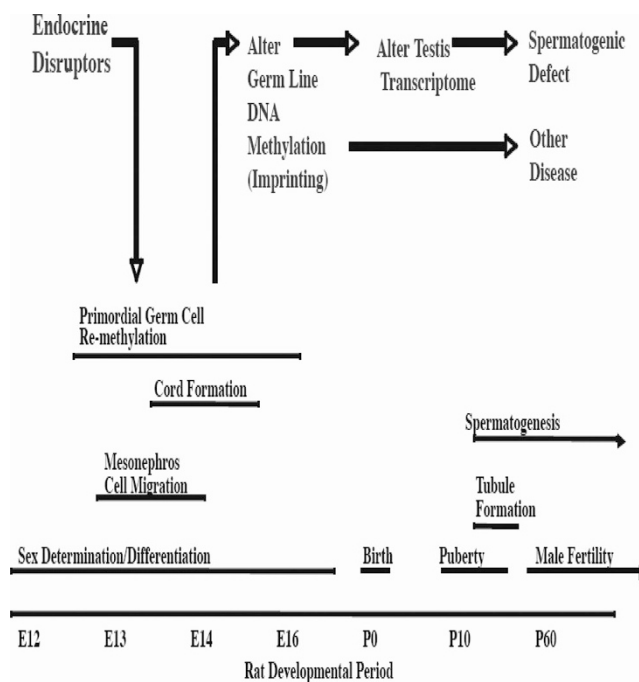 Endocrine
Disruptors
Alter
Germ Line
DNA
Methylation
(Imprinting)
Alter Testis
Transcriptome
Spermatogenic
Defect
Other
Disease
Primordial Germ Cell
Re-methylation
Cord Formation
Spermatogenesis
Mesonephros
Cell Migration
Tubule
Formation
Sex Determination/Differentiation
Birth
Puberty
Male Fertility
E12 E13 E14 E16 P0 P10 P60
Rat Developmental Period